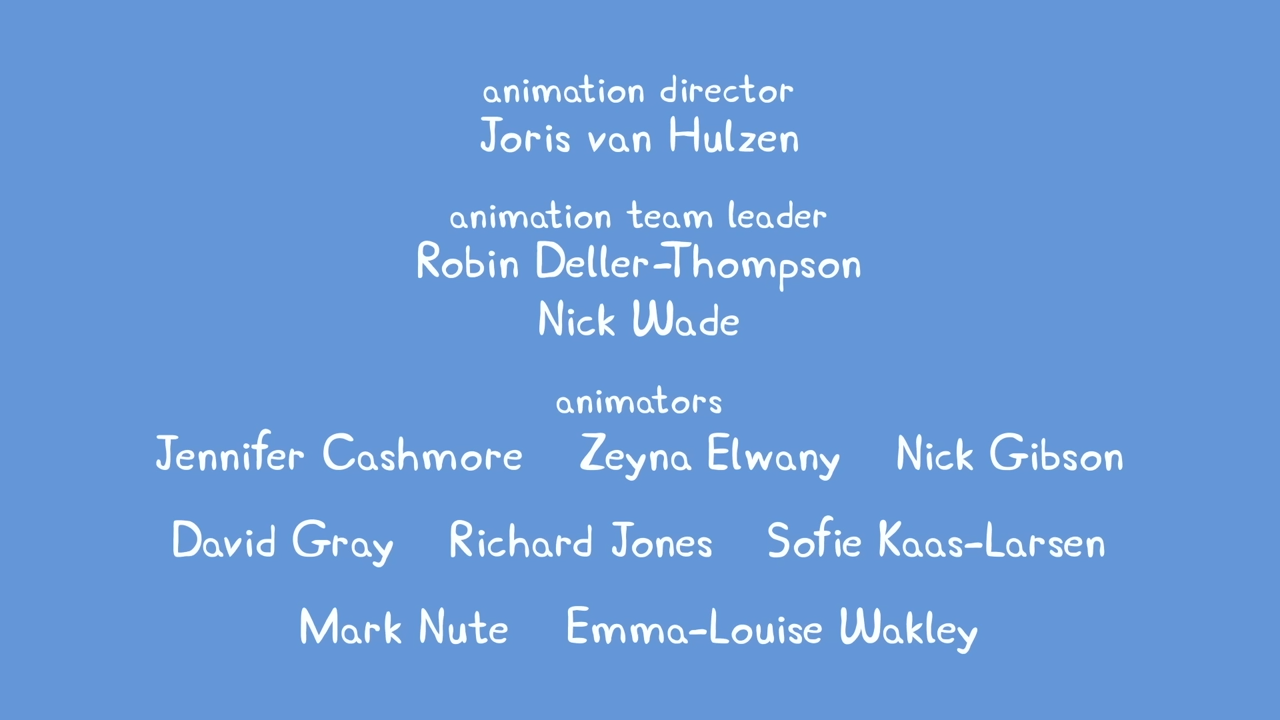 animation director
Joris van Hulzen
animation team leader
Robin Deller-Thompson
Nick Wade
animators
Jennifer Cashmore Zeyna Elwany Nick Gibson
David Gray Richard Jones Sofie Kaas-Larsen
Mark Nute Emma-Louise Wakley